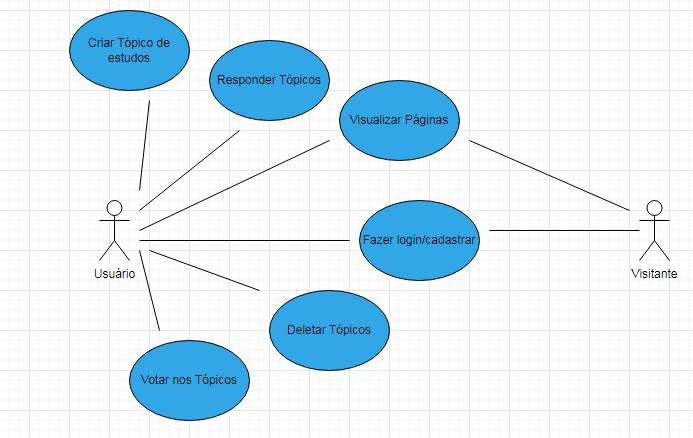 Criar Tópico de
estudos
Responder Tópicos
Visualizar Páginas
Fazer login/cadastrar
Usuário
Visitante
Deletar Tópicos
Votar nos Tópicos